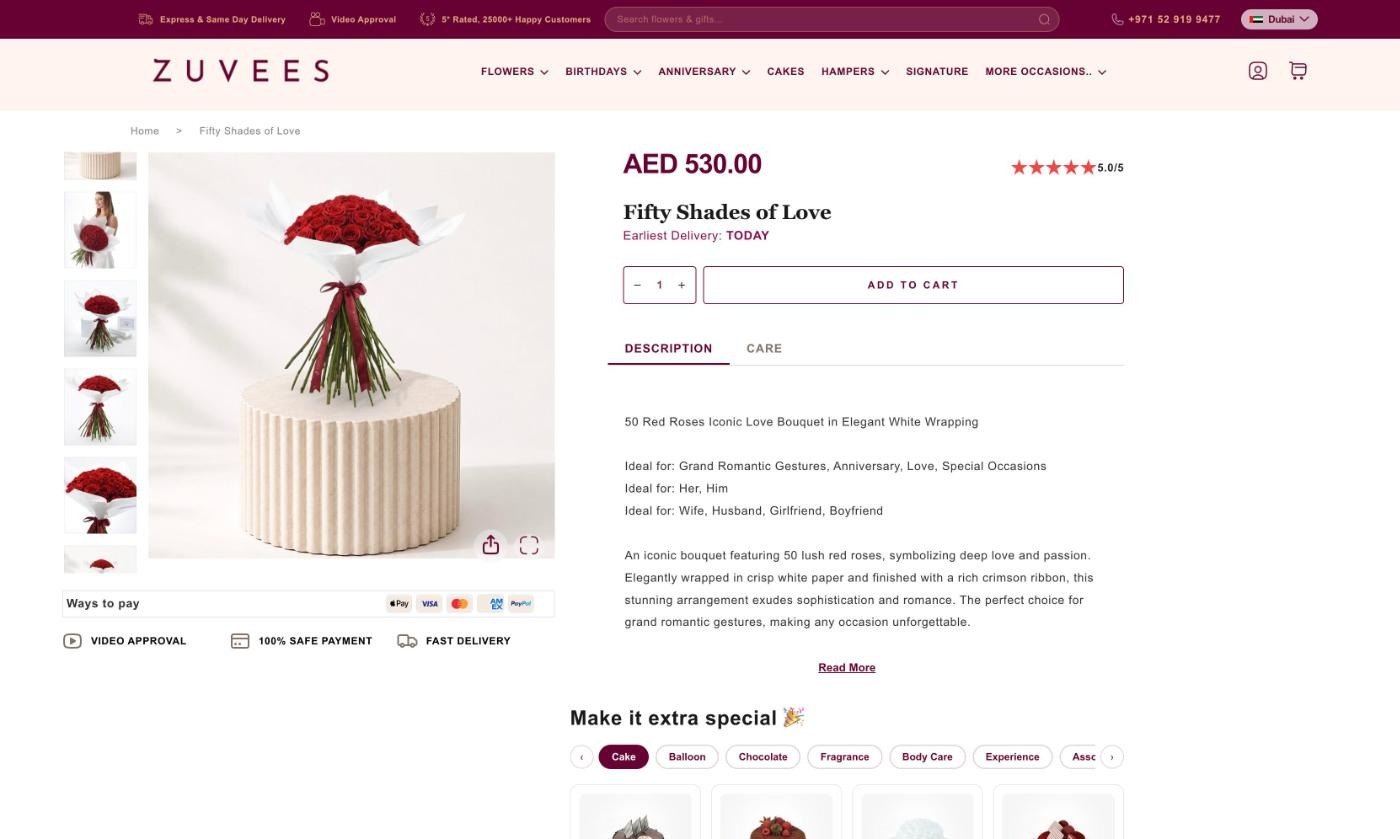 Express & Same Day Delivery
Video Approval
5
5* Rated, 25000+ Happy Customers
Search flowers & gifts...
+971 52 919 9477
Dubai
ZUVEES
FLOWERS
BIRTHDAYS
ANNIVERSARY
CAKES
HAMPERS
SIGNATURE
MORE OCCASIONS..
Home > Fifty Shades of Love
AED 530.00
5.0/5
Fifty Shades of Love
Earliest Delivery: TODAY
− 1 +
ADD TO CART
DESCRIPTION
CARE
50 Red Roses Iconic Love Bouquet in Elegant White Wrapping
Ideal for: Grand Romantic Gestures, Anniversary, Love, Special Occasions
Ideal for: Her, Him
Ideal for: Wife, Husband, Girlfriend, Boyfriend
An iconic bouquet featuring 50 lush red roses, symbolizing deep love and passion.
Elegantly wrapped in crisp white paper and finished with a rich crimson ribbon, this
stunning arrangement exudes sophistication and romance. The perfect choice for
grand romantic gestures, making any occasion unforgettable.
Read More
Ways to pay
Pay
VISA
AM
EX
PayPal
VIDEO APPROVAL
100% SAFE PAYMENT
FAST DELIVERY
Make it extra special 🎉
‹
Cake
Balloon
Chocolate
Fragrance
Body Care
Experience
Asso
›